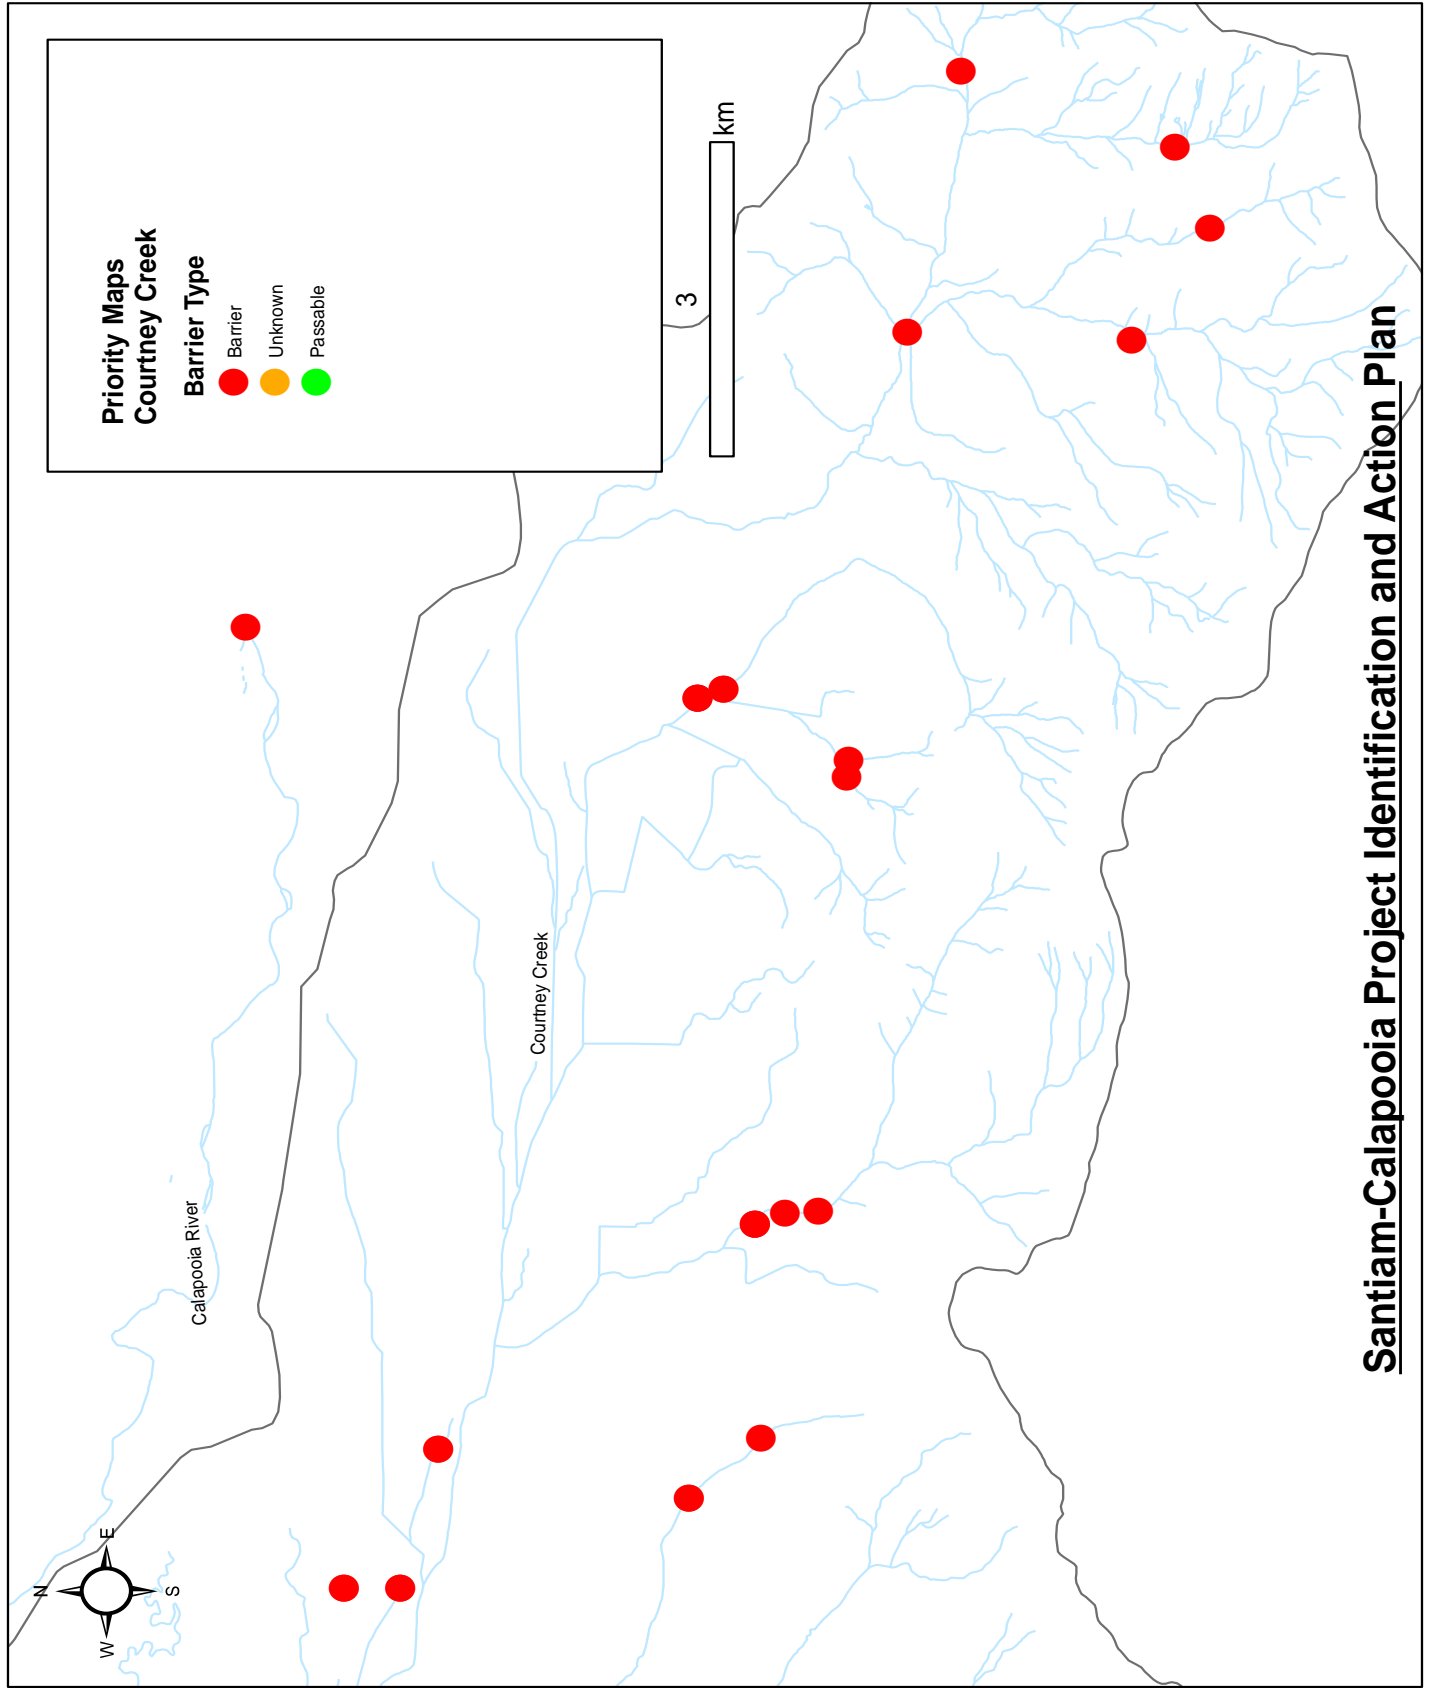 Priority Maps
Courtney Creek
Barrier Type
Barrier
Unknown
Passable
3
km
Courtney Creek
Calapooia River
N
E
S
W
Santiam-Calapooia Project Identification and Action Plan